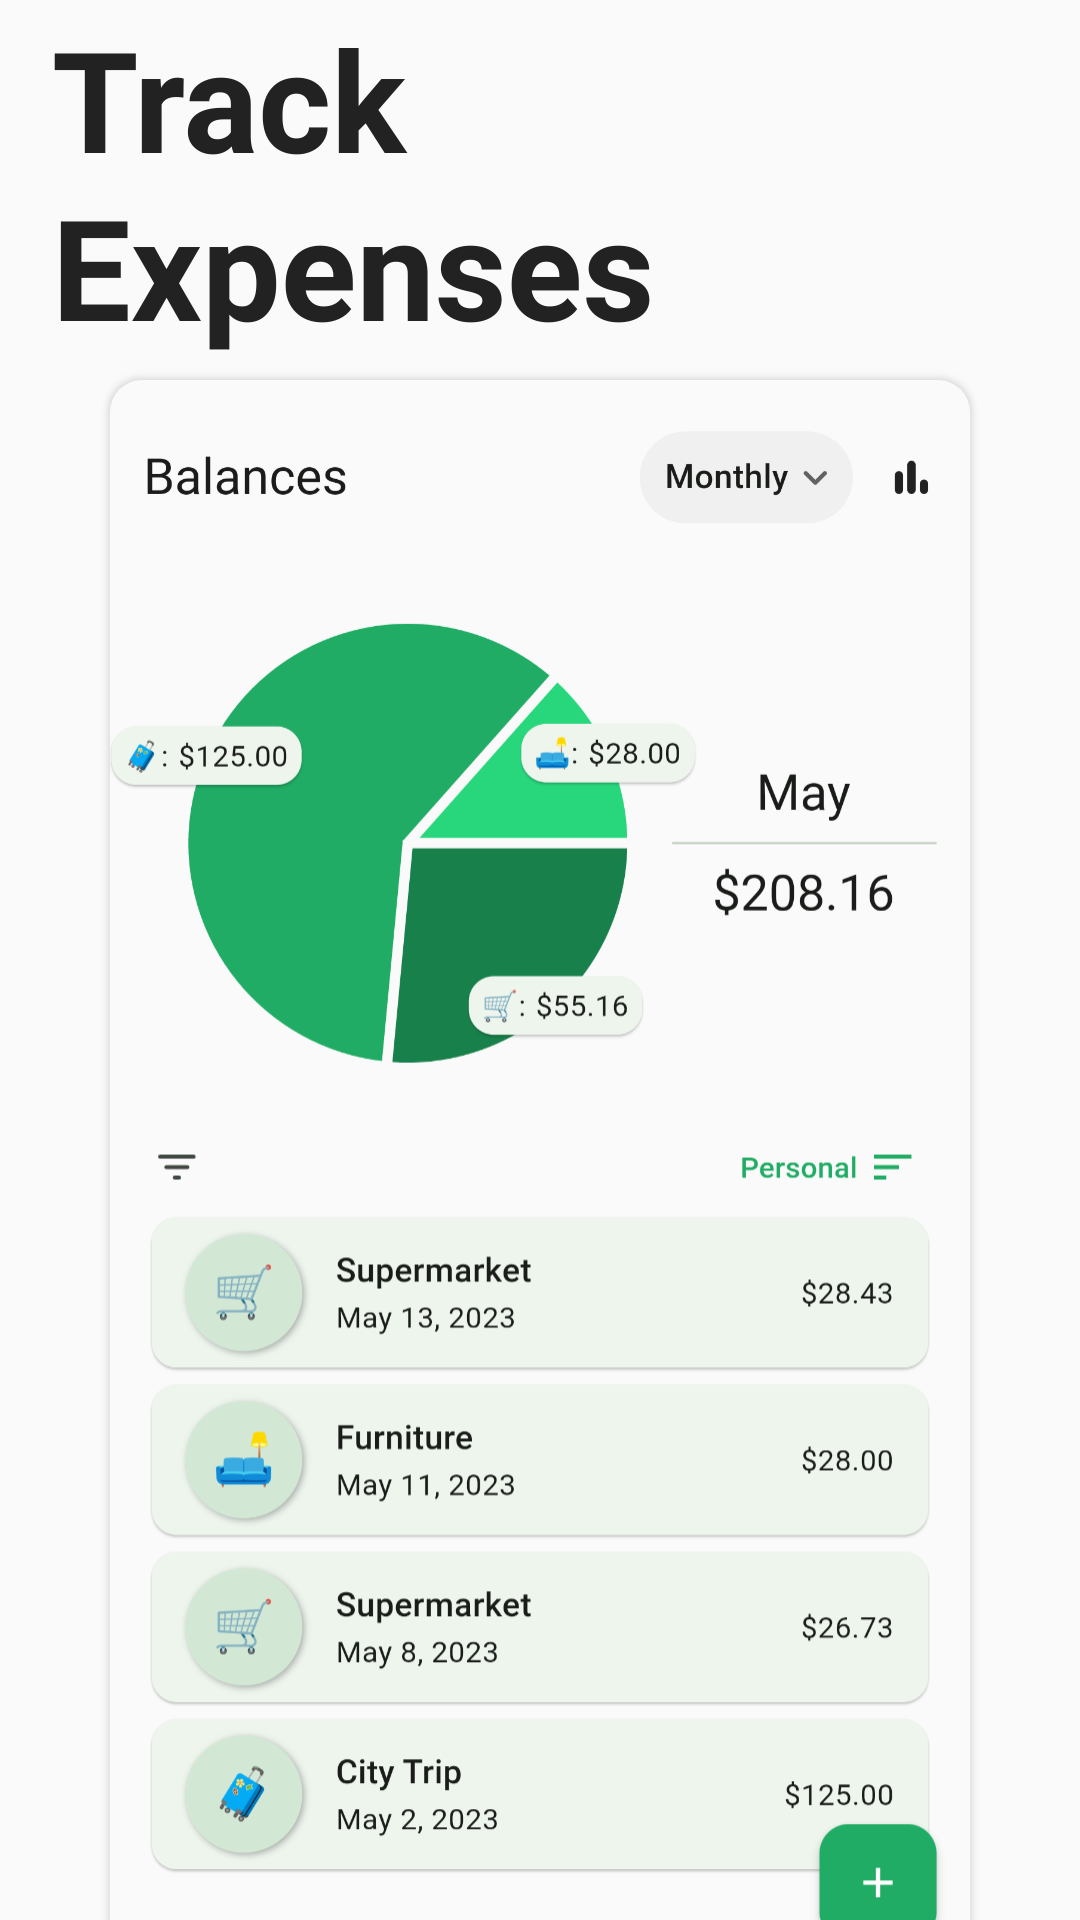 Track
Expenses
Balances
Monthly
: $125.00
: $28.00
May
$208.16
: $55.16
Personal
Supermarket
$28.43
May 13, 2023
Furniture
$28.00
May 11, 2023
Supermarket
$26.73
May 8, 2023
City Trip
$125.00
May 2, 2023
+